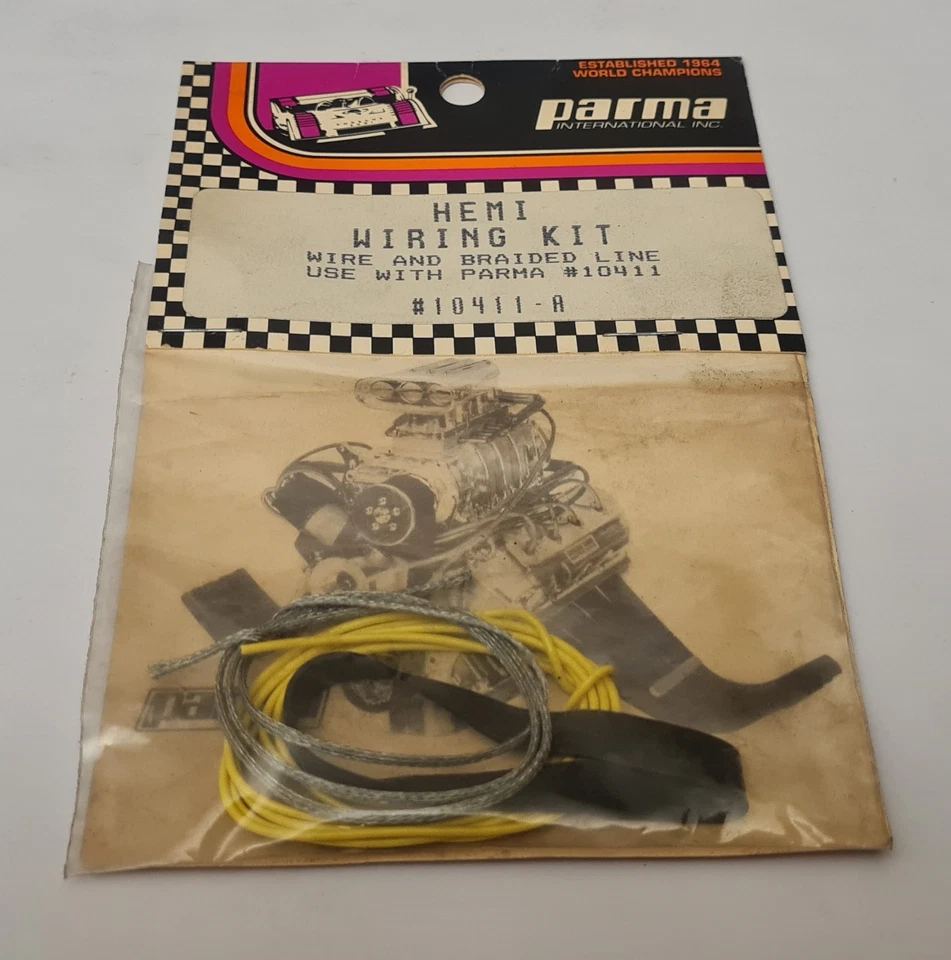 ESTABLISHED 1964
WORLD CHAMPIONS
parma
INTERNATIONAL INC.
HEMI
WIRING KIT
WIRE AND BRAIDED LINE
USE WITH PARMA #10411
#10411-A